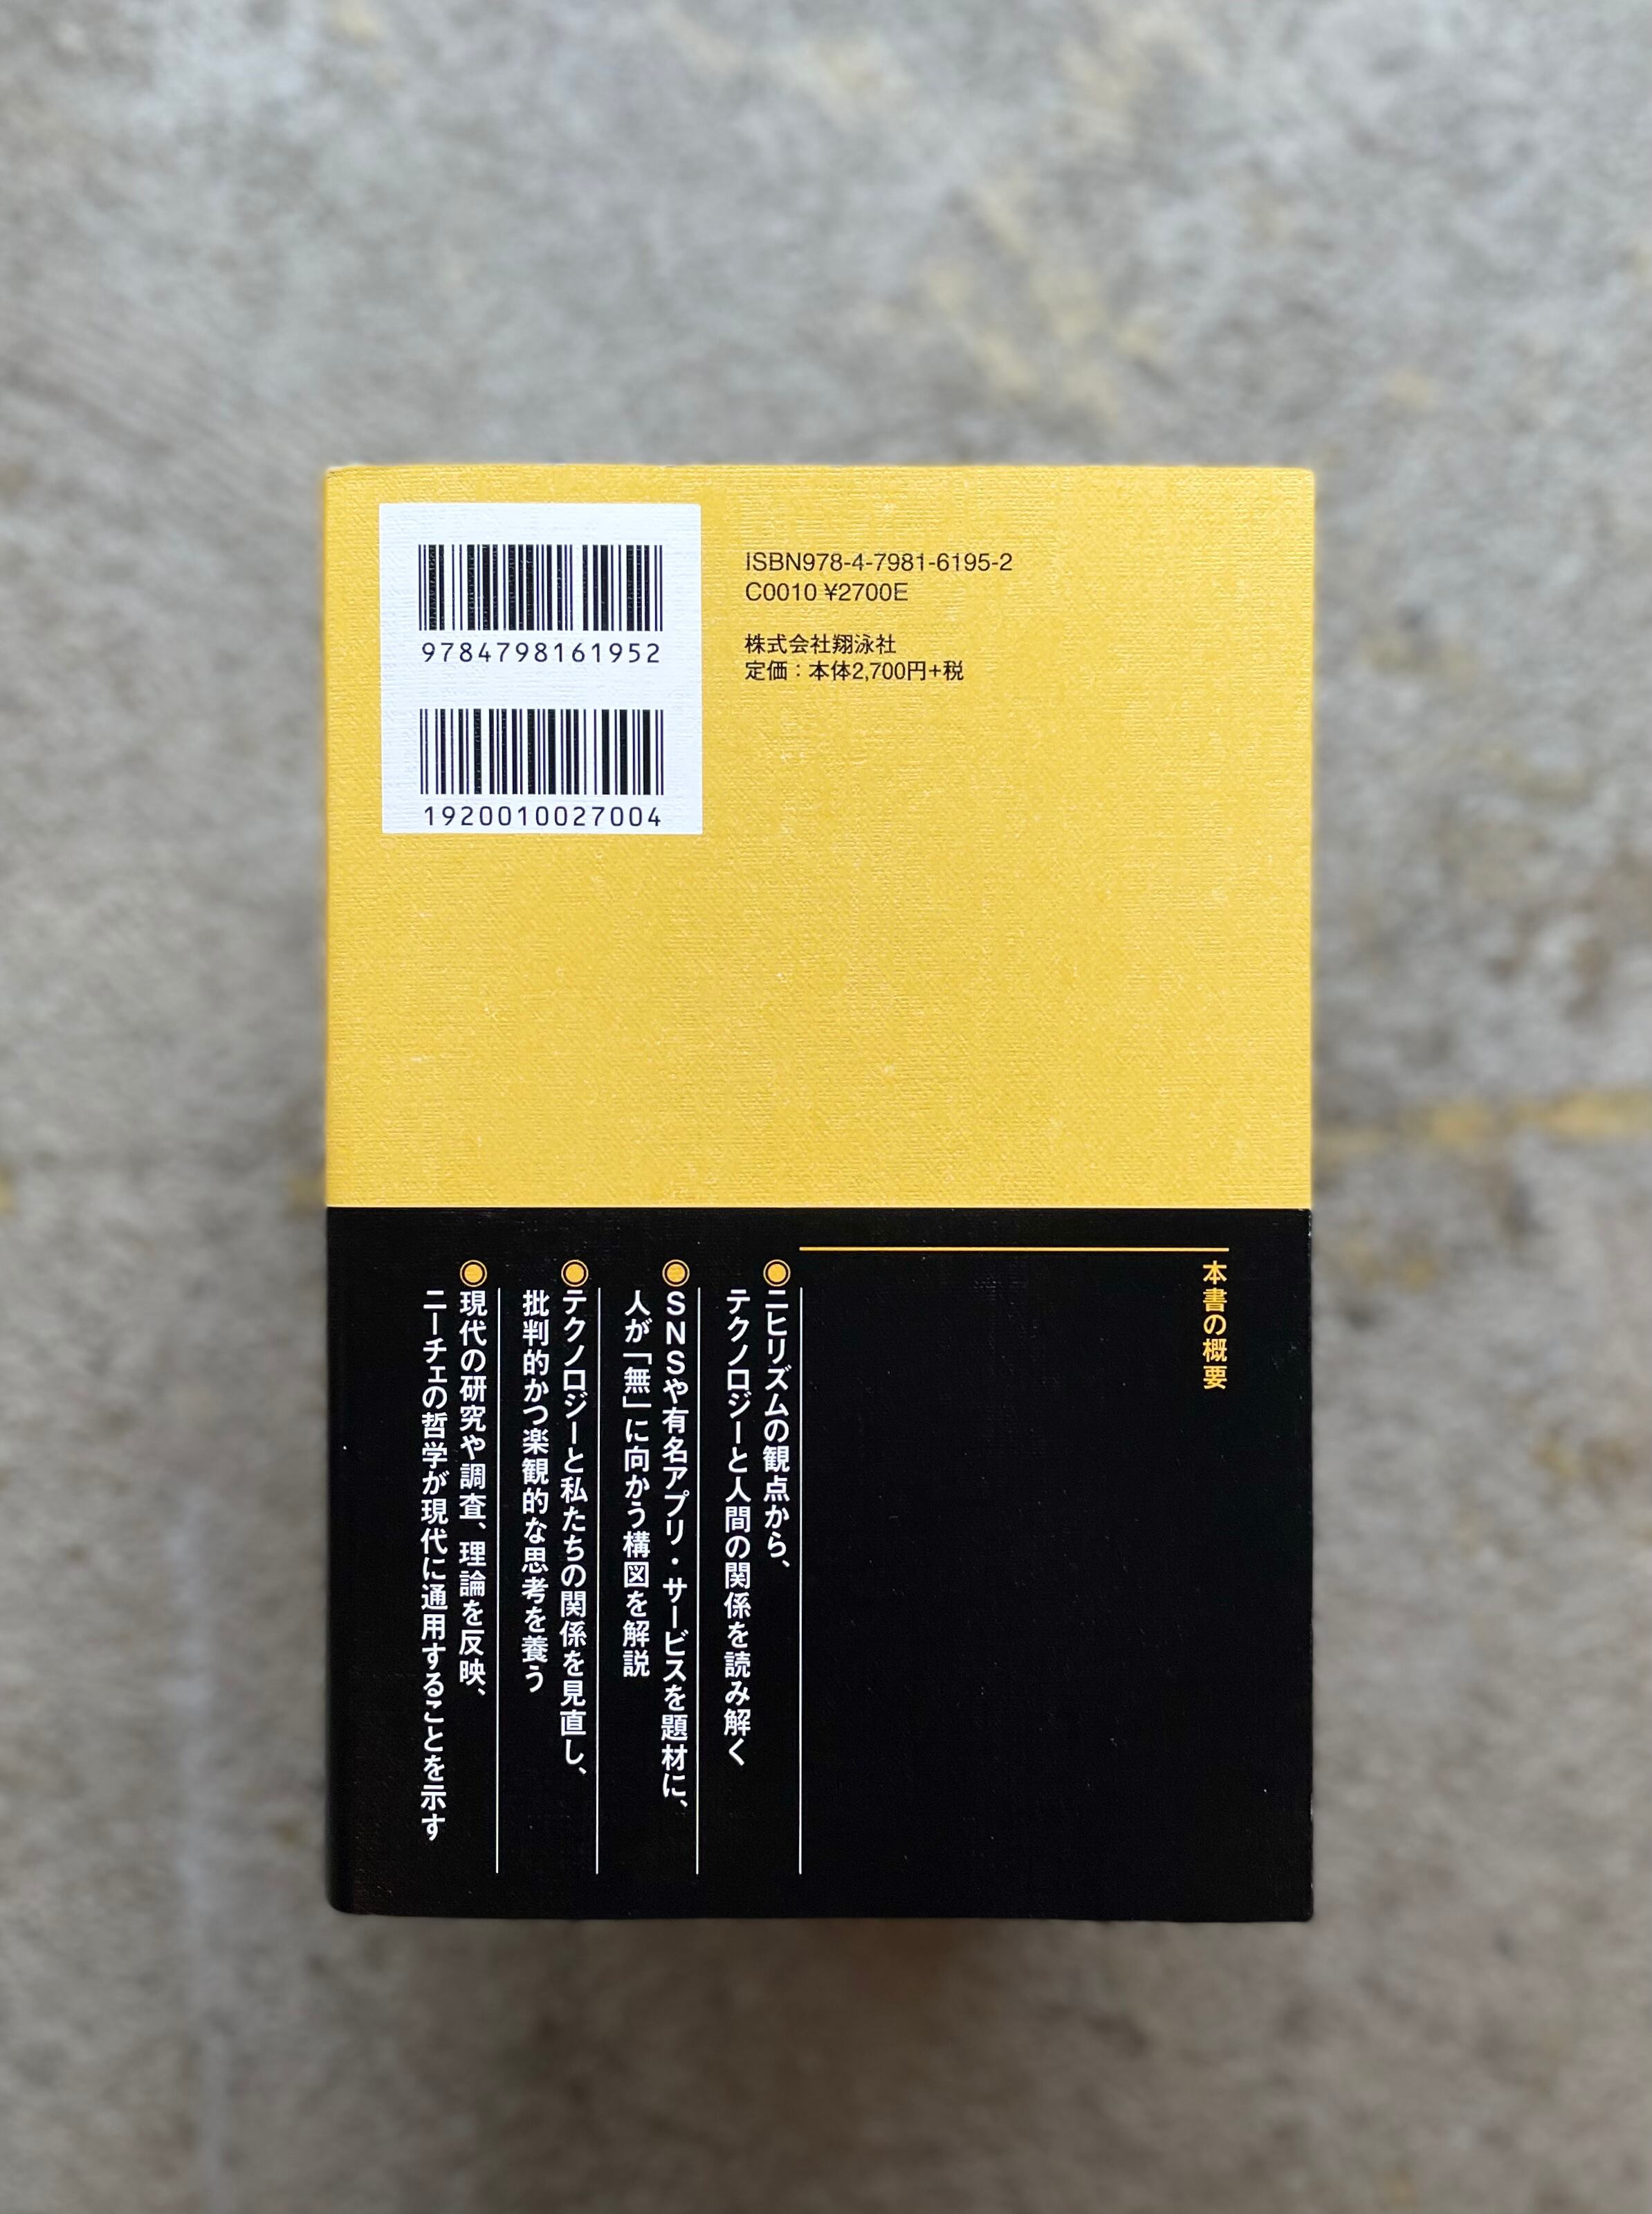 9784798161952
1920010027004
ISBN978-4-7981-6195-2
C0010 ¥2700E
株式会社翔泳社
定価：本体2,700円+税
本書の概要
ニヒリズムの観点から、
テクノロジーと人間の関係を読み解く
SNSや有名アプリ・サービスを題材に、
人が「無」に向かう構図を解説
テクノロジーと私たちの関係を見直し、
批判的かつ楽観的な思考を養う
現代の研究や調査、理論を反映、
ニーチェの哲学が現代に通用することを示す